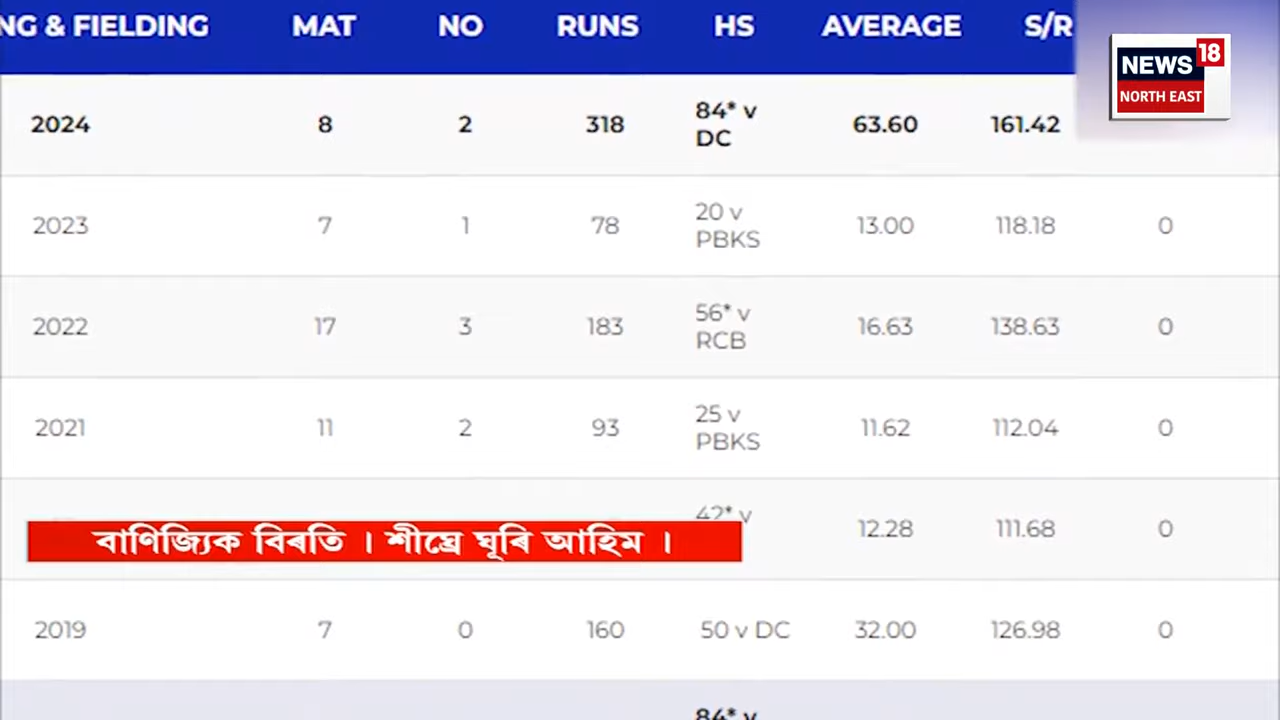 NG & FIELDING MAT NO RUNS HS AVERAGE S/R
NEWS 18
NORTH EAST
2024 8 2 318 84* v DC 63.60 161.42
2023 7 1 78 20 v PBKS 13.00 118.18 0
2022 17 3 183 56* v RCB 16.63 138.63 0
2021 11 2 93 25 v PBKS 11.62 112.04 0
42* v 12.28 111.68 0
বাণিজ্যিক বিৰতি । শীঘ্ৰে ঘূৰি আহিম ।
2019 7 0 160 50 v DC 32.00 126.98 0
84* v